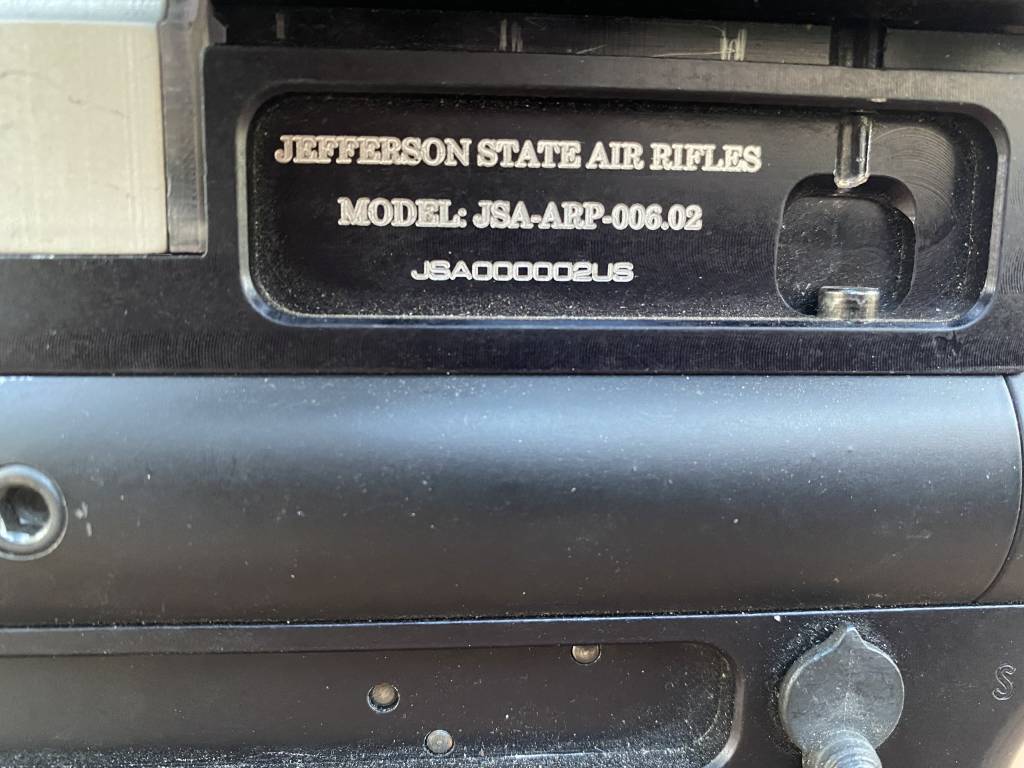 JEFFERSON STATE AIR RIFLES
MODEL: JSA-ARP-006.02
JSA000002US
S